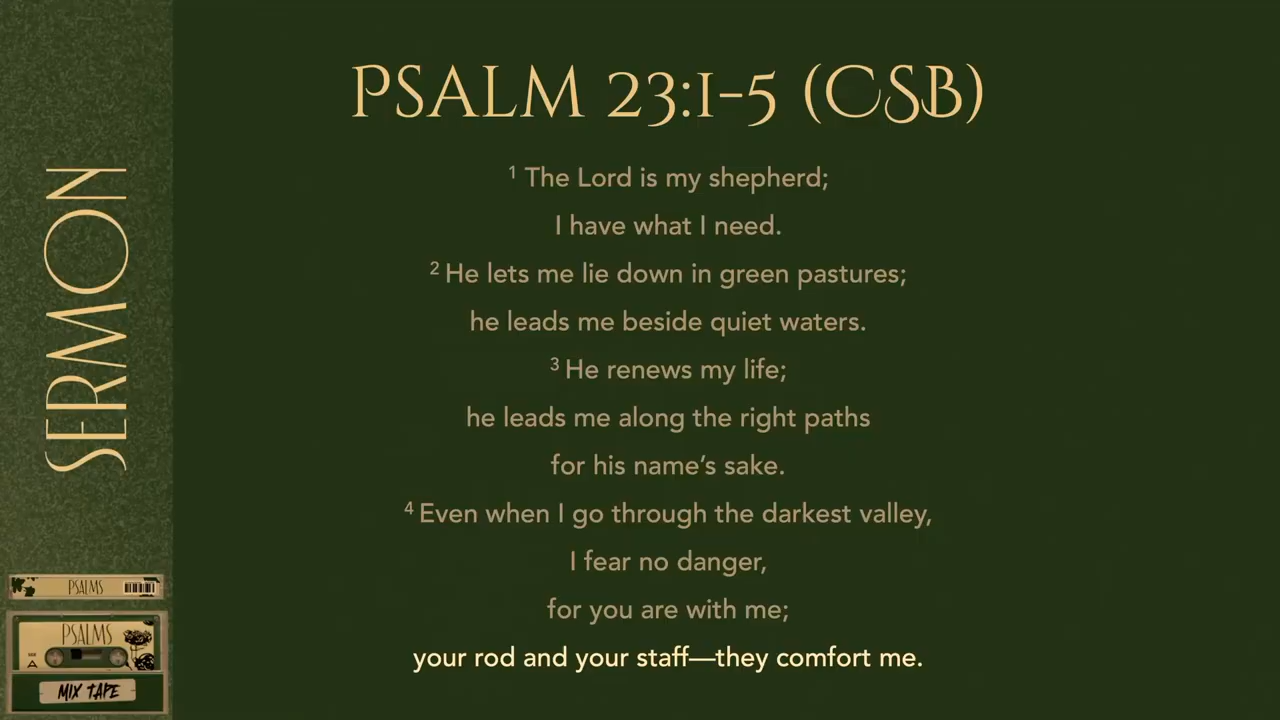 SERMON
PSALM 23:1-5 (CSB)
1 The Lord is my shepherd;
I have what I need.
2 He lets me lie down in green pastures;
he leads me beside quiet waters.
3 He renews my life;
he leads me along the right paths
for his name’s sake.
4 Even when I go through the darkest valley,
I fear no danger,
for you are with me;
your rod and your staff—they comfort me.
PSALMS
PSALMS
A
MIX TAPE